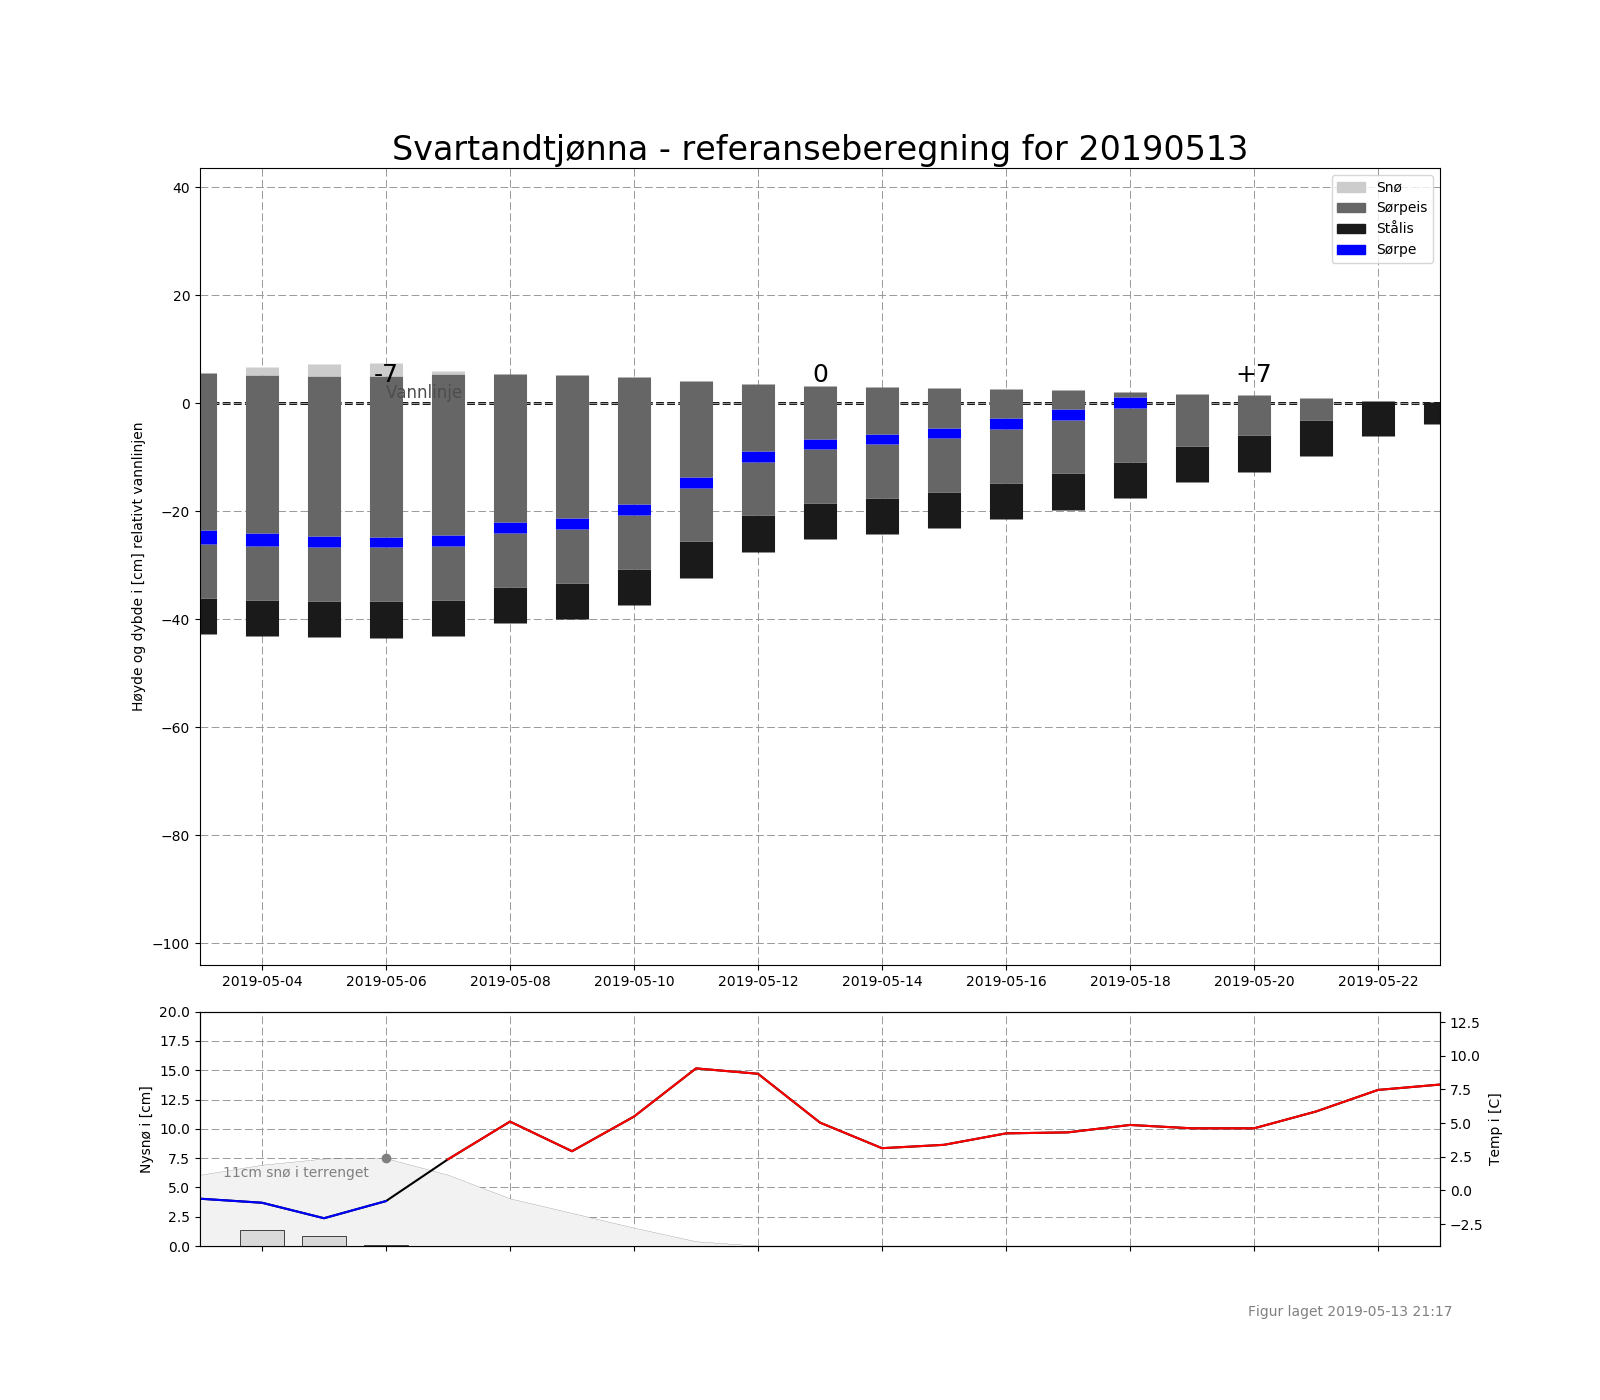 Svartandtjønna - referanseberegning for 20190513
Snø
Sørpeis
Stålis
Sørpe
Høyde og dybde i [cm] relativt vannlinjen
40
20
0
−20
−40
−60
−80
−100
-7
0
+7
Vannlinje
2019-05-04 2019-05-06 2019-05-08 2019-05-10 2019-05-12 2019-05-14 2019-05-16 2019-05-18 2019-05-20 2019-05-22
Nysnø i [cm]
20.0
17.5
15.0
12.5
10.0
7.5
5.0
2.5
0.0
11cm snø i terrenget
12.5
10.0
7.5
5.0
2.5
0.0
−2.5
Temp i [C]
Figur laget 2019-05-13 21:17